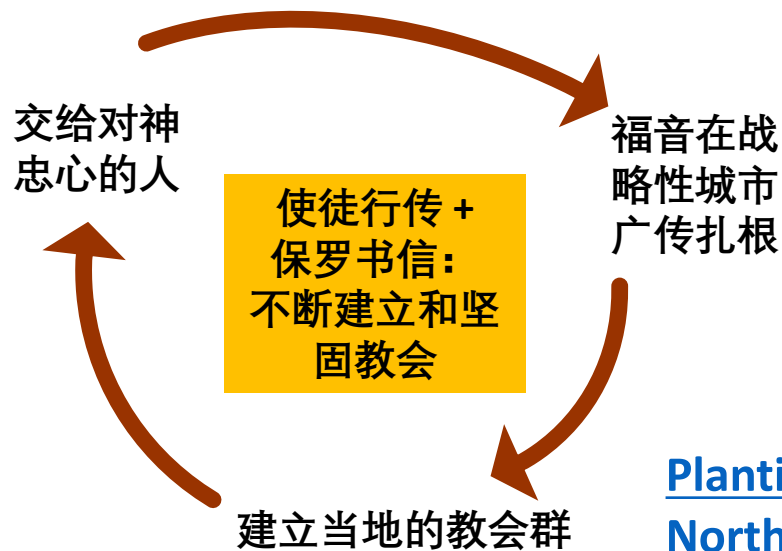 交给对神
忠心的人
福音在战
略性城市
广传扎根
使徒行传 +
保罗书信：
不断建立和坚
固教会
建立当地的教会群
Planti
North